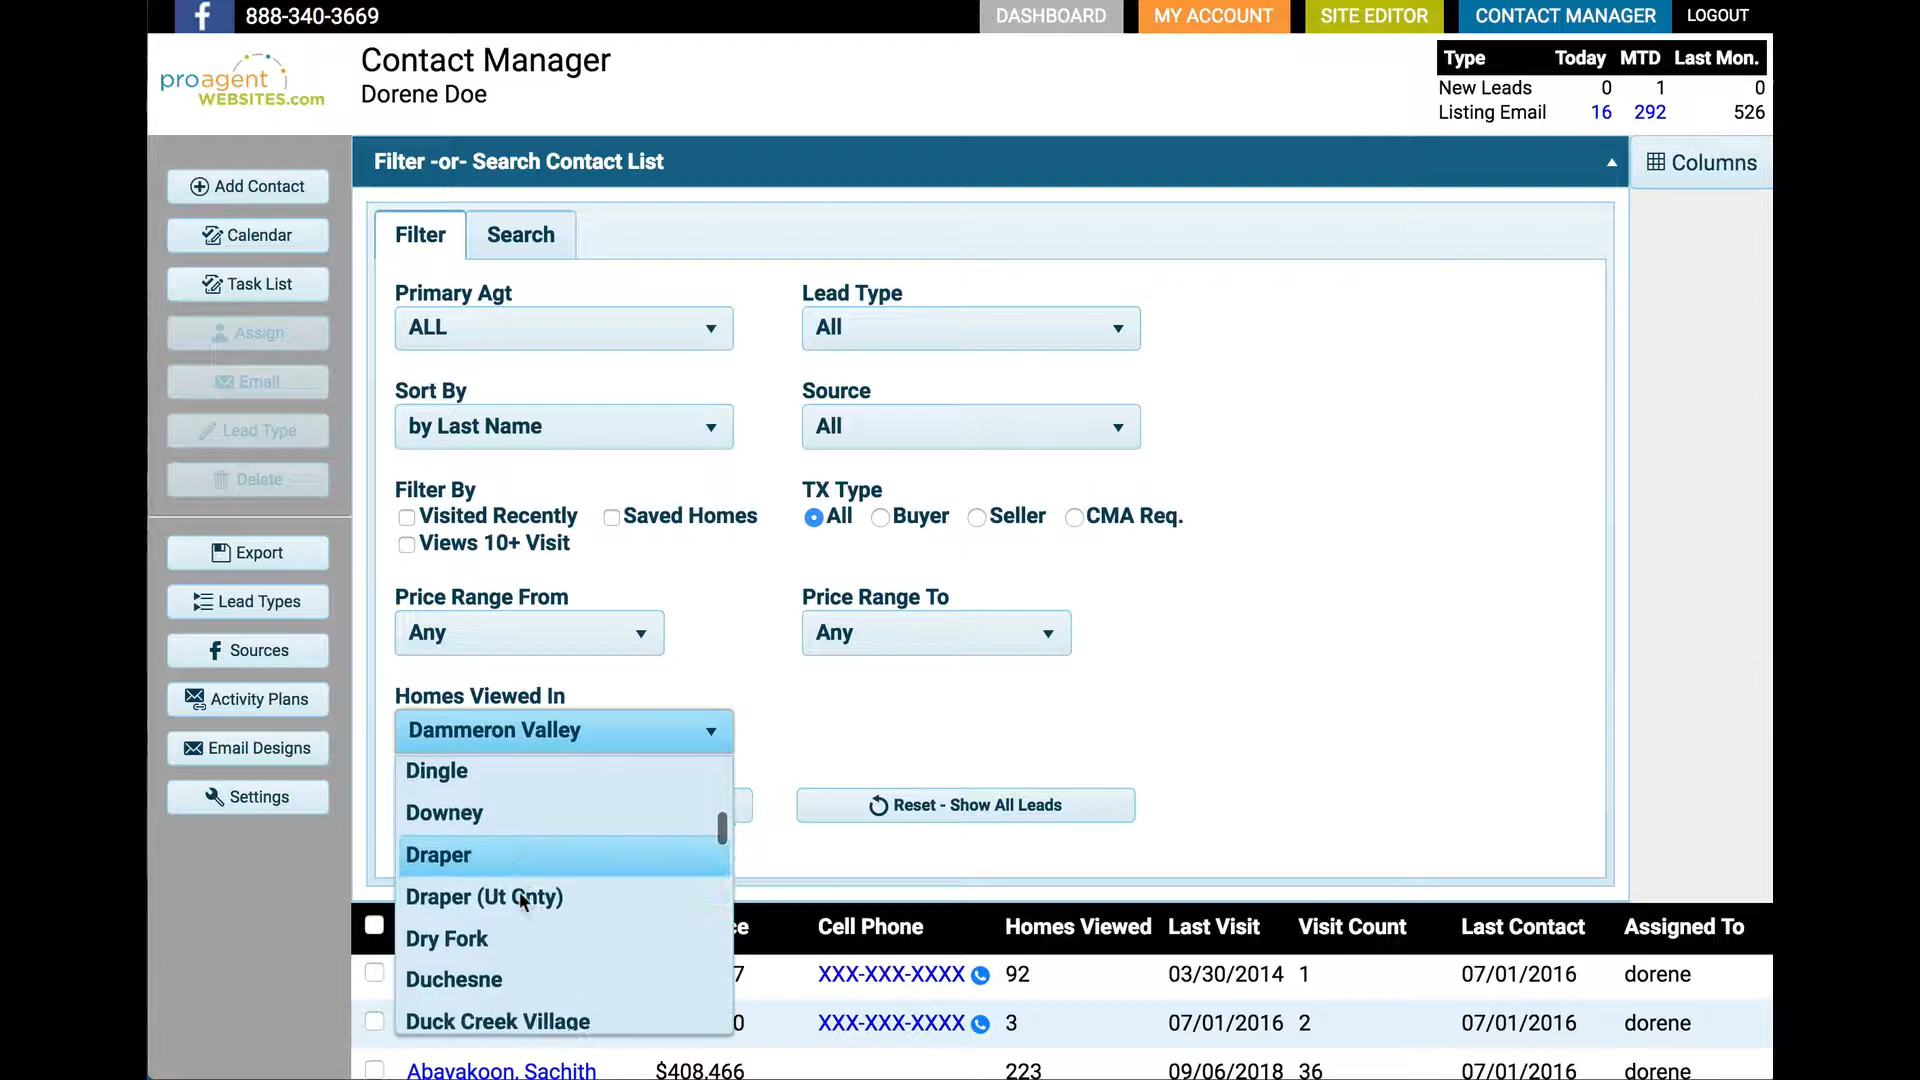 888-340-3669
DASHBOARD
MY ACCOUNT
SITE EDITOR
CONTACT MANAGER
LOGOUT
proagent
WEBSITES.com
Contact Manager
Dorene Doe
Type Today MTD Last Mon.
New Leads 0 1 0
Listing Email 16 292 526
Filter -or- Search Contact List
Columns
Add Contact
Calendar
Task List
Assign
Email
Lead Type
Delete
Export
Lead Types
Sources
Activity Plans
Email Designs
Settings
Filter
Search
Primary Agt
ALL
Lead Type
All
Sort By
by Last Name
Source
All
Filter By
Visited Recently
Saved Homes
Views 10+ Visit
TX Type
All
Buyer
Seller
CMA Req.
Price Range From
Any
Price Range To
Any
Homes Viewed In
Dammeron Valley
Dingle
Downey
Draper
Draper (Ut Cnty)
Dry Fork
Duchesne
Duck Creek Village
Reset - Show All Leads
Cell Phone Homes Viewed Last Visit Visit Count Last Contact Assigned To
7 XXX-XXX-XXXX 92 03/30/2014 1 07/01/2016 dorene
0 XXX-XXX-XXXX 3 07/01/2016 2 07/01/2016 dorene
Abayakoon, Sachith $408,466 223 09/06/2018 36 07/01/2016 dorene